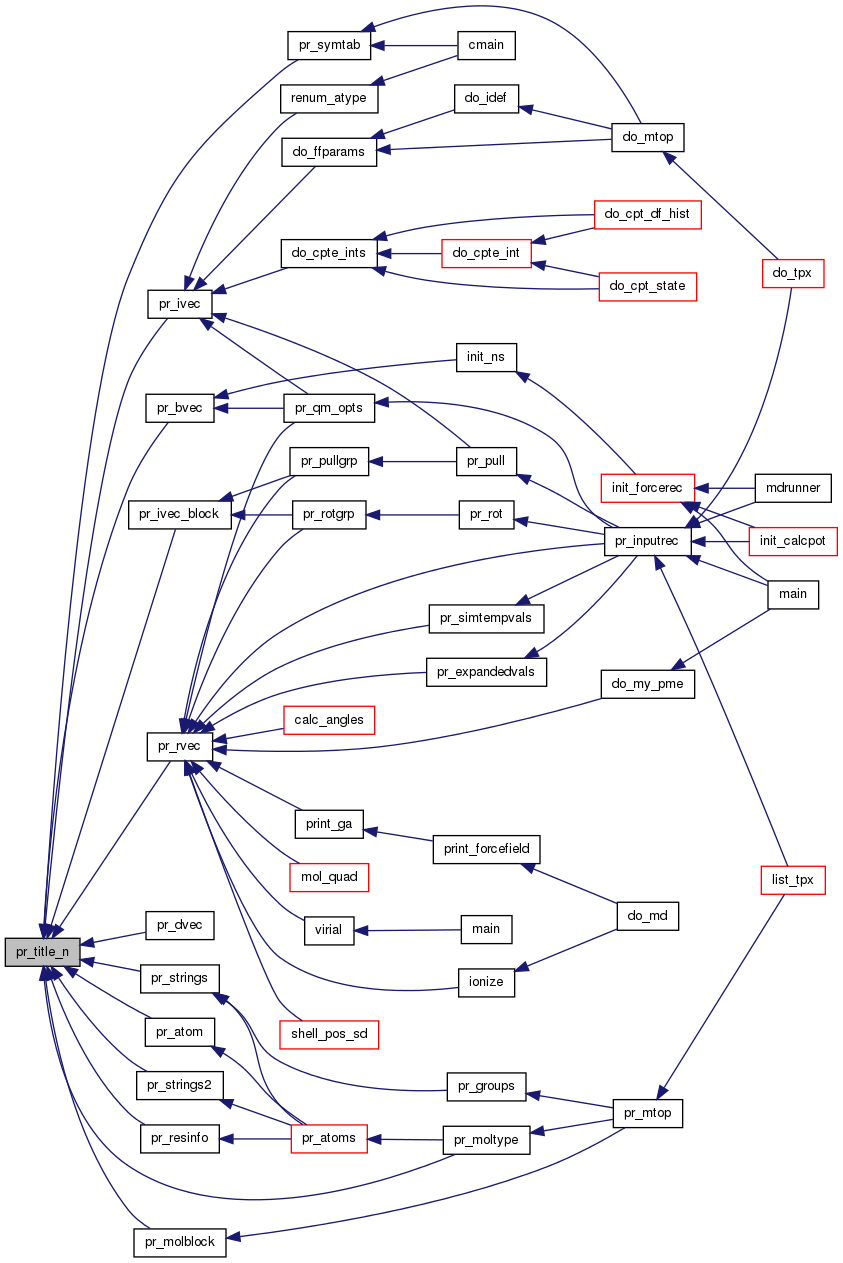 pr_symtab
cmain
renum_atype
do_idef
do_mtop
do_ffparams
do_cpt_df_hist
do_cpte_ints
do_cpte_int
do_tpx
do_cpt_state
pr_ivec
init_ns
pr_bvec
pr_qm_opts
pr_pullgrp
pr_pull
init_forcerec
mdrunner
pr_ivec_block
pr_rotgrp
pr_rot
pr_inputrec
init_calcpot
main
pr_simtempvals
pr_expandedvals
do_my_pme
calc_angles
pr_rvec
print_ga
print_forcefield
mol_quad
list_tpx
do_md
pr_dvec
virial
main
pr_title_n
pr_strings
ionize
pr_atom
shell_pos_sd
pr_strings2
pr_groups
pr_mtop
pr_resinfo
pr_atoms
pr_moltype
pr_molblock